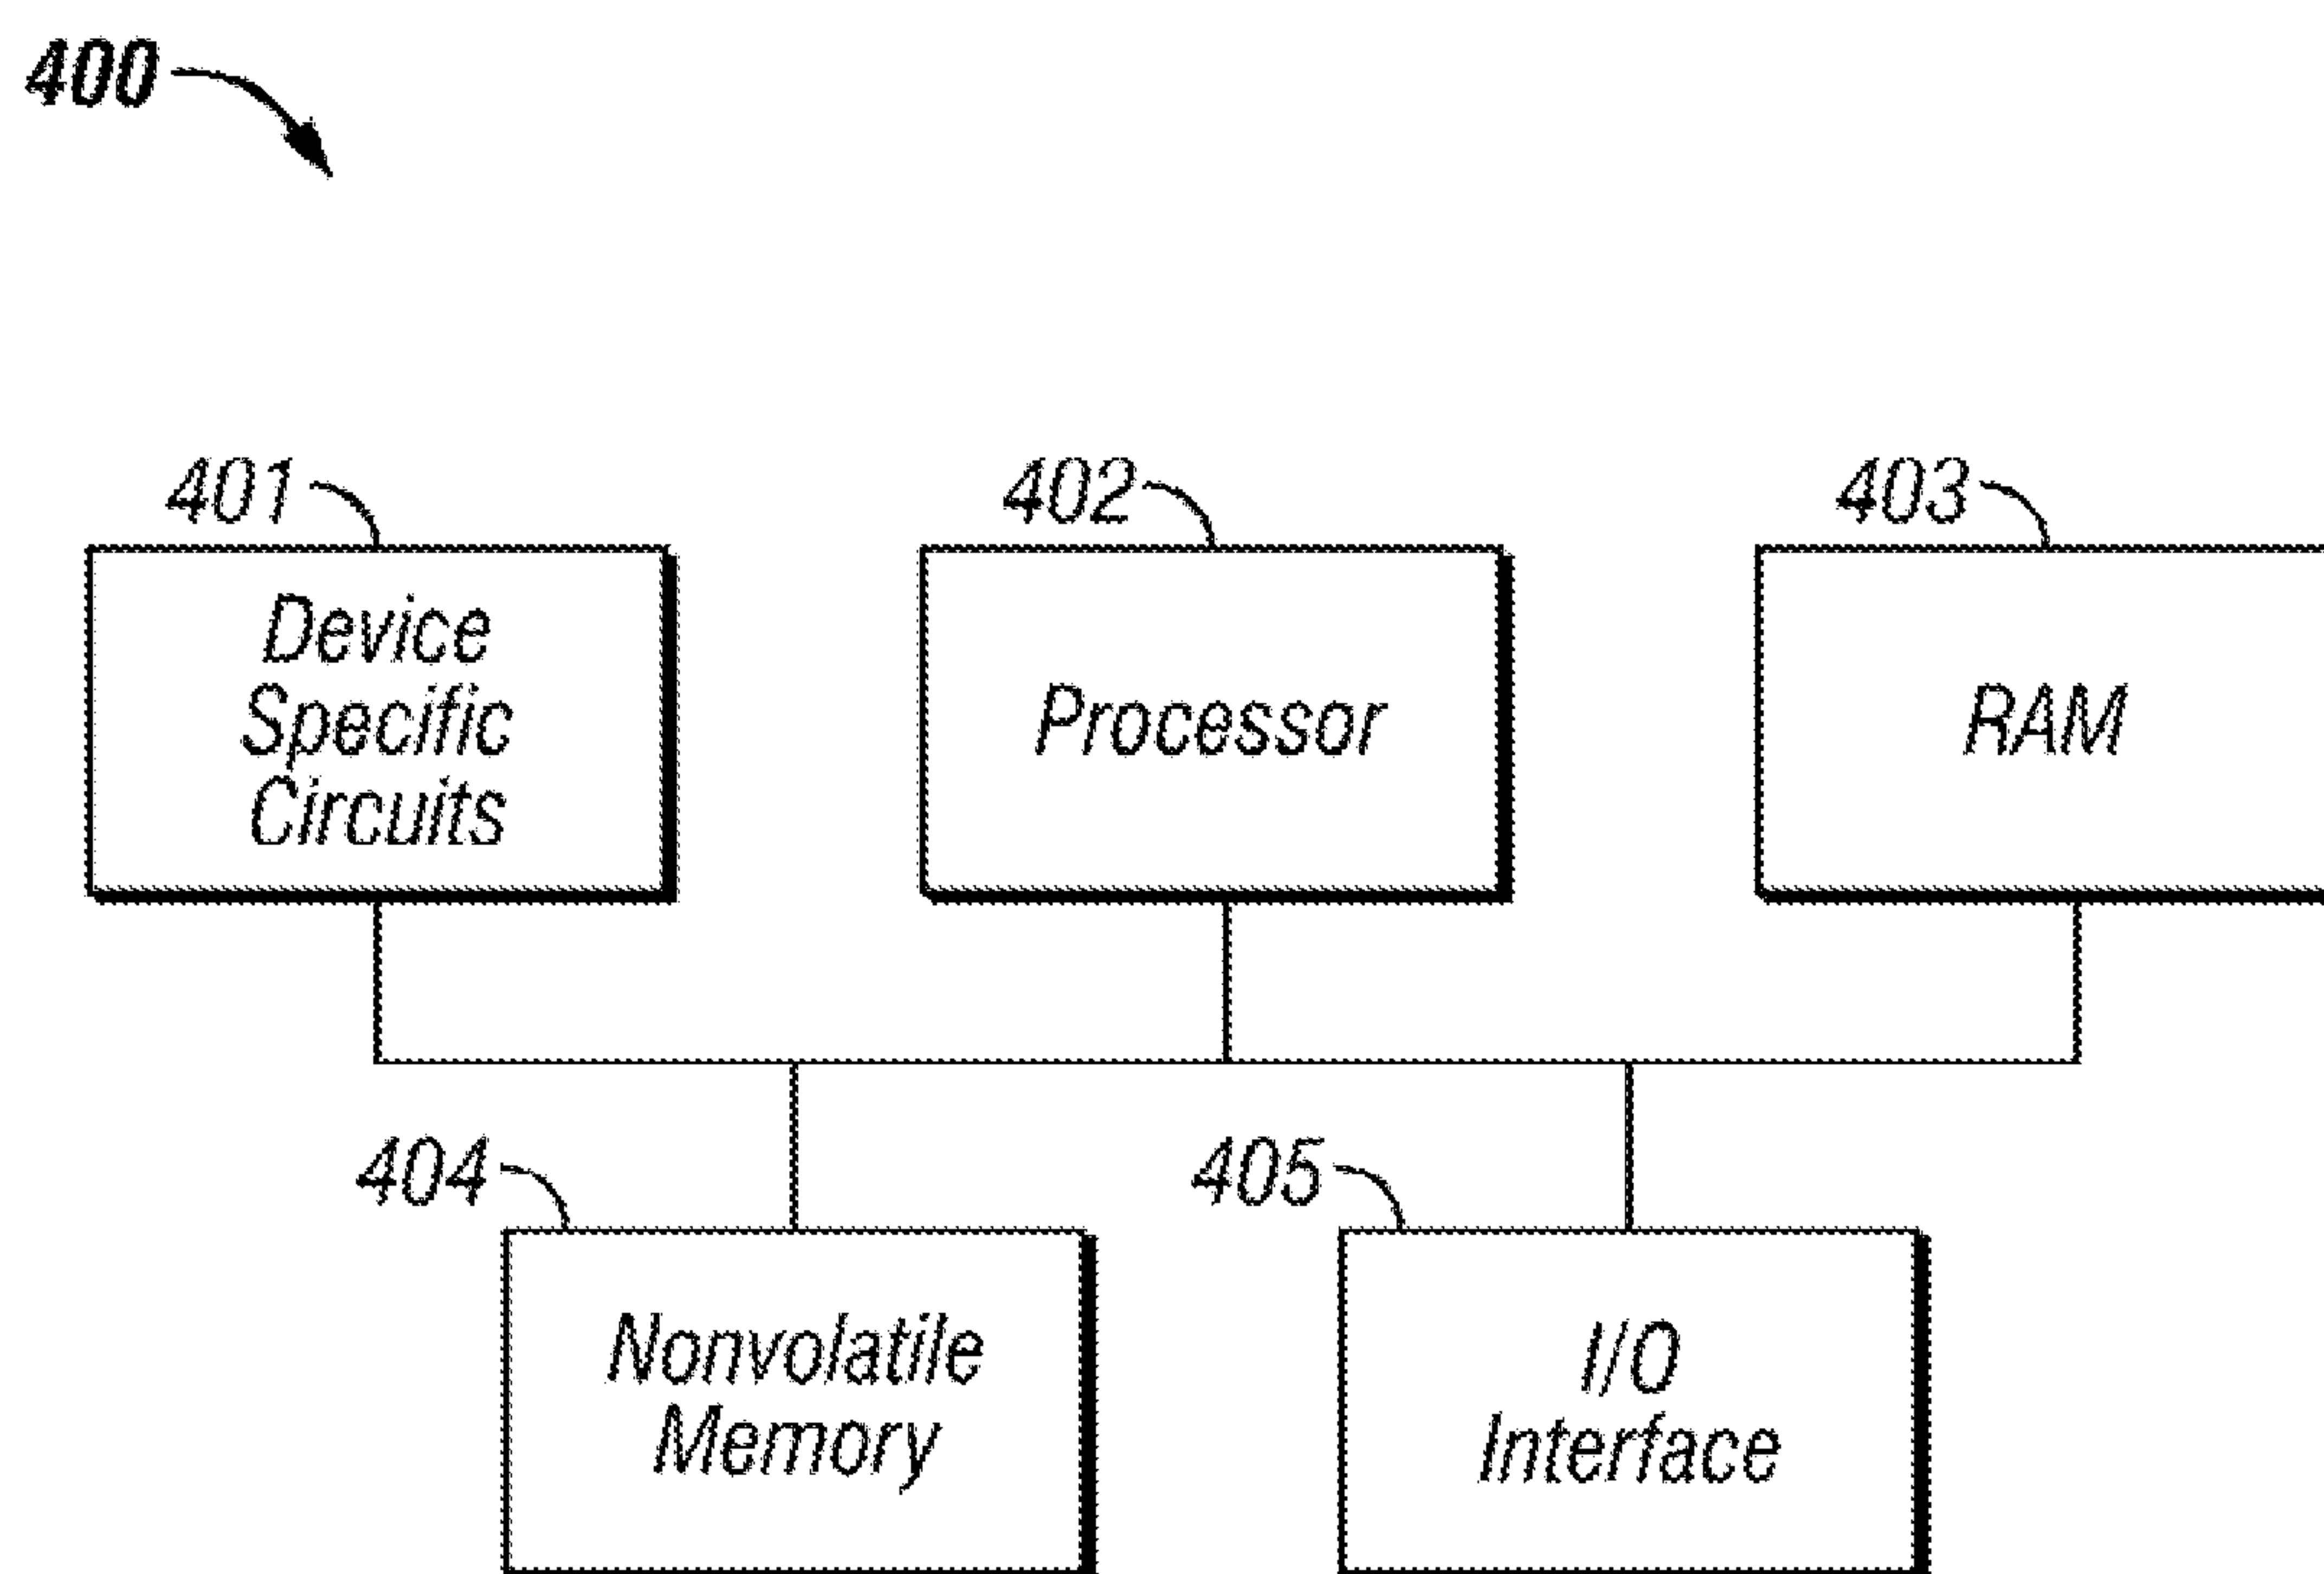 400
401
402
403
Device
Specific
Circuits
Processor
RAM
404
405
Nonvolatile
Memory
I/O
Interface